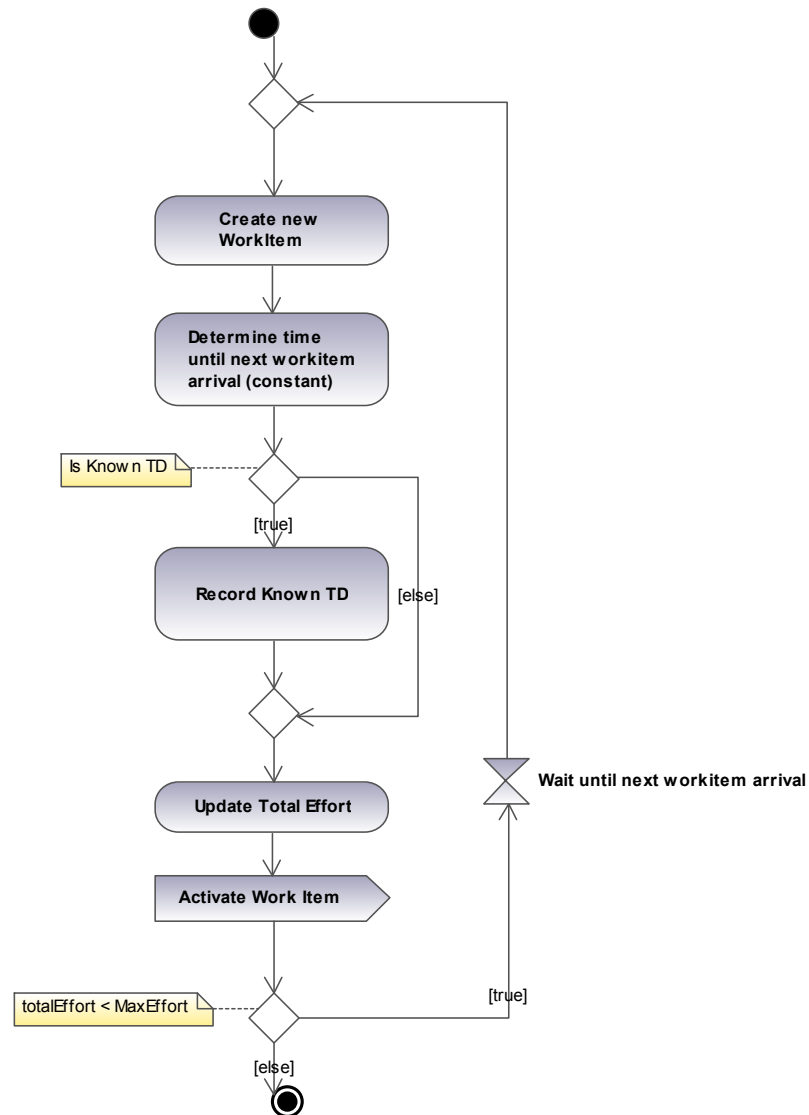 Create new
WorkItem
Determine time
until next workitem
arrival (constant)
Is Known TD
[true]
Record Known TD
[else]
Update Total Effort
Wait until next workitem arrival
Activate Work Item
totalEffort < MaxEffort
[true]
[else]